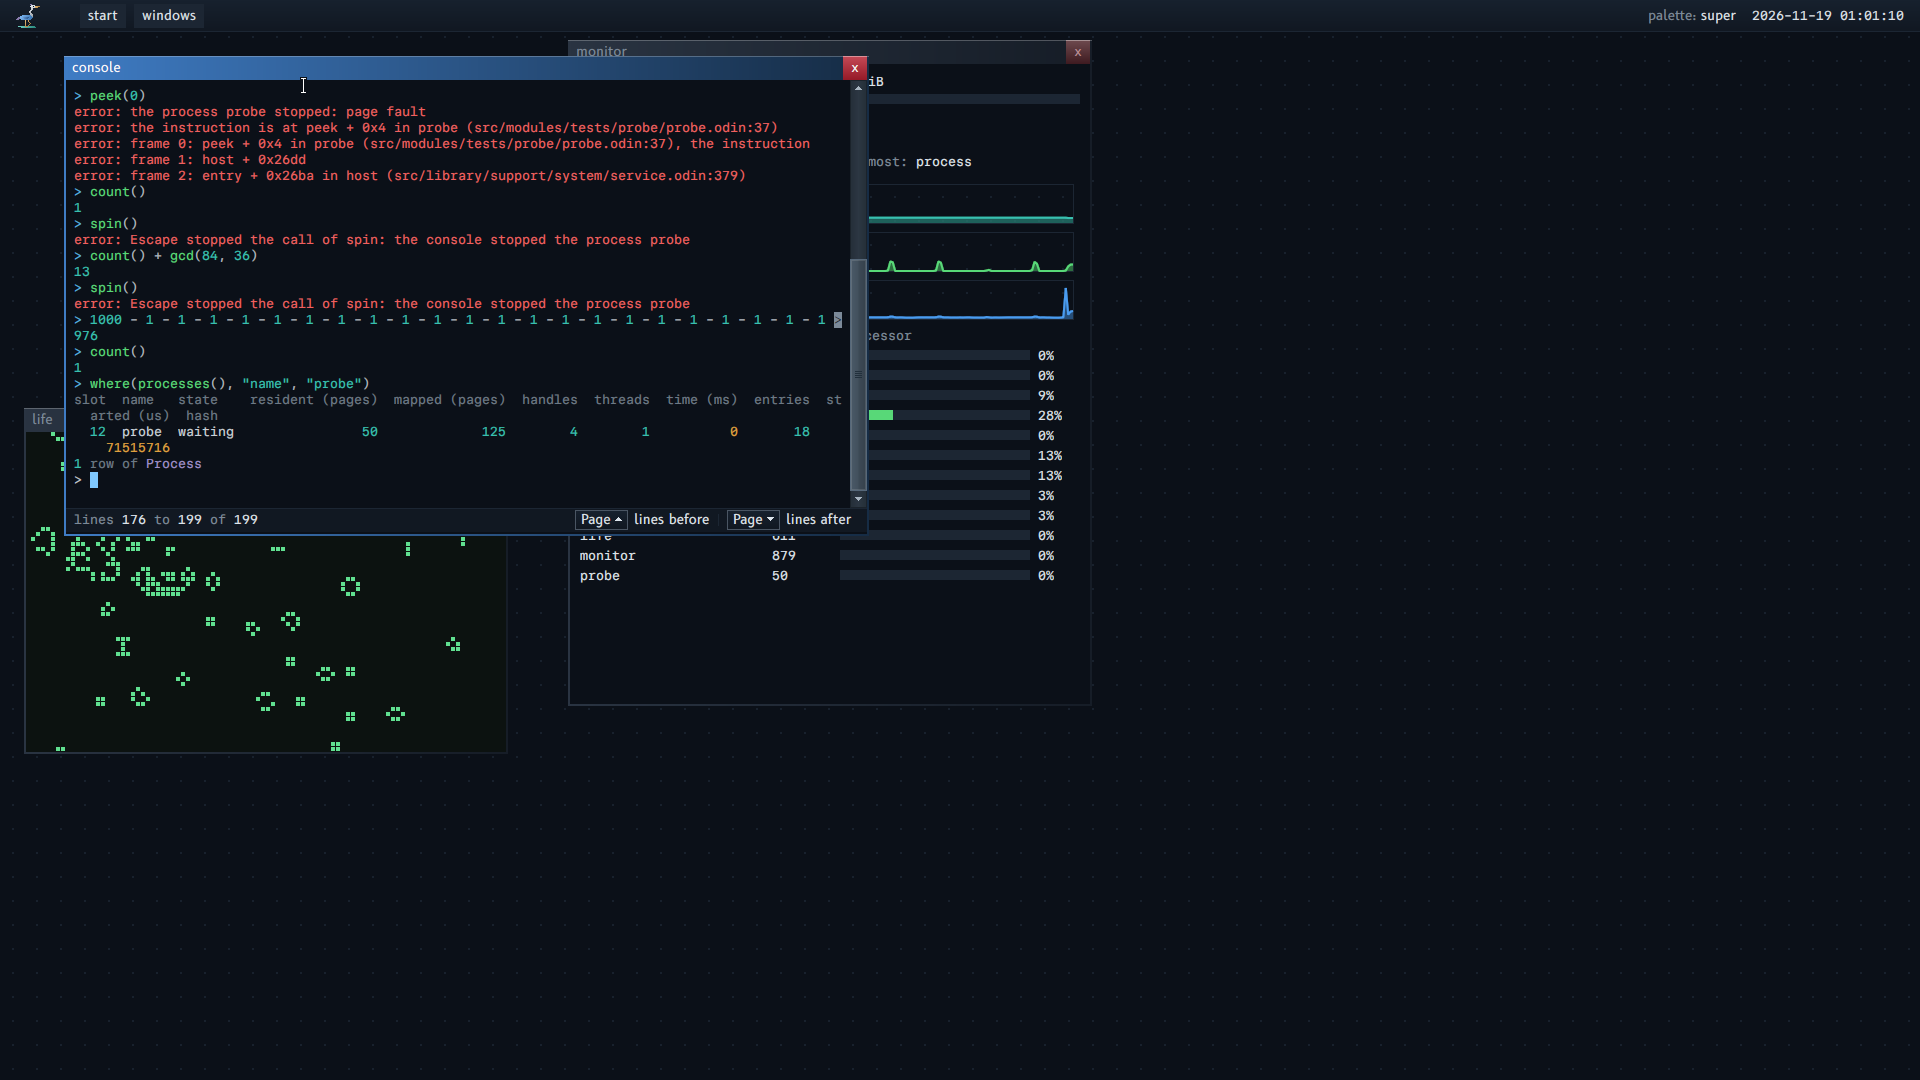 start windows palette: super 2026-11-19 01:01:10
monitor x
console x
iB
> peek(0)
error: the process probe stopped: page fault
error: the instruction is at peek + 0x4 in probe (src/modules/tests/probe/probe.odin:37)
error: frame 0: peek + 0x4 in probe (src/modules/tests/probe/probe.odin:37), the instruction
error: frame 1: host + 0x26dd
most: process
error: frame 2: entry + 0x26ba in host (src/library/support/system/service.odin:379)
> count()
1
> spin()
error: Escape stopped the call of spin: the console stopped the process probe
> count() + gcd(84, 36)
13
> spin()
error: Escape stopped the call of spin: the console stopped the process probe
> 1000 - 1 - 1 - 1 - 1 - 1 - 1 - 1 - 1 - 1 - 1 - 1 - 1 - 1 - 1 - 1 - 1 - 1 - 1 - 1 - 1 - 1 - 1 >
976
cessor
> count()
0%
1
0%
> where(processes(), "name", "probe")
9%
slot name state resident (pages) mapped (pages) handles threads time (ms) entries st
arted (us) hash
28%
life
12 probe waiting 50 125 4 1 0 18
0%
71515716
13%
1 row of Process
13%
>
3%
lines 176 to 199 of 199 Page lines before Page lines after
3%
0%
monitor 879 0%
probe 50 0%